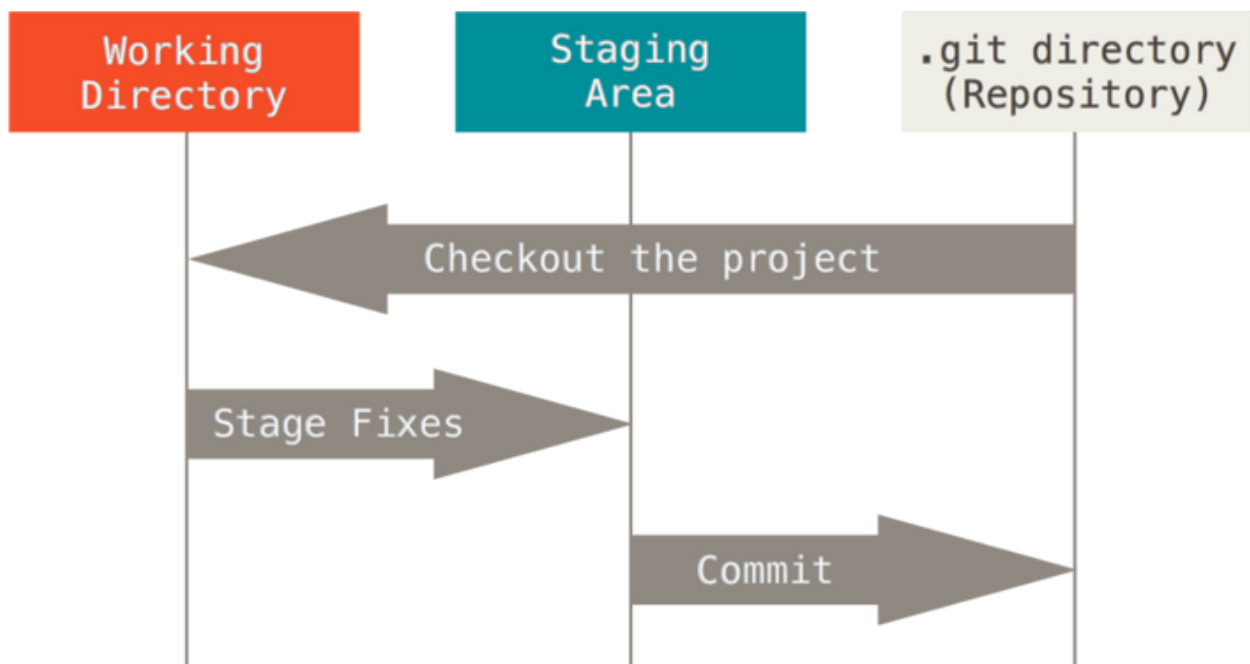 Working
Directory
Staging
Area
.git directory
(Repository)
Checkout the project
Stage Fixes
Commit